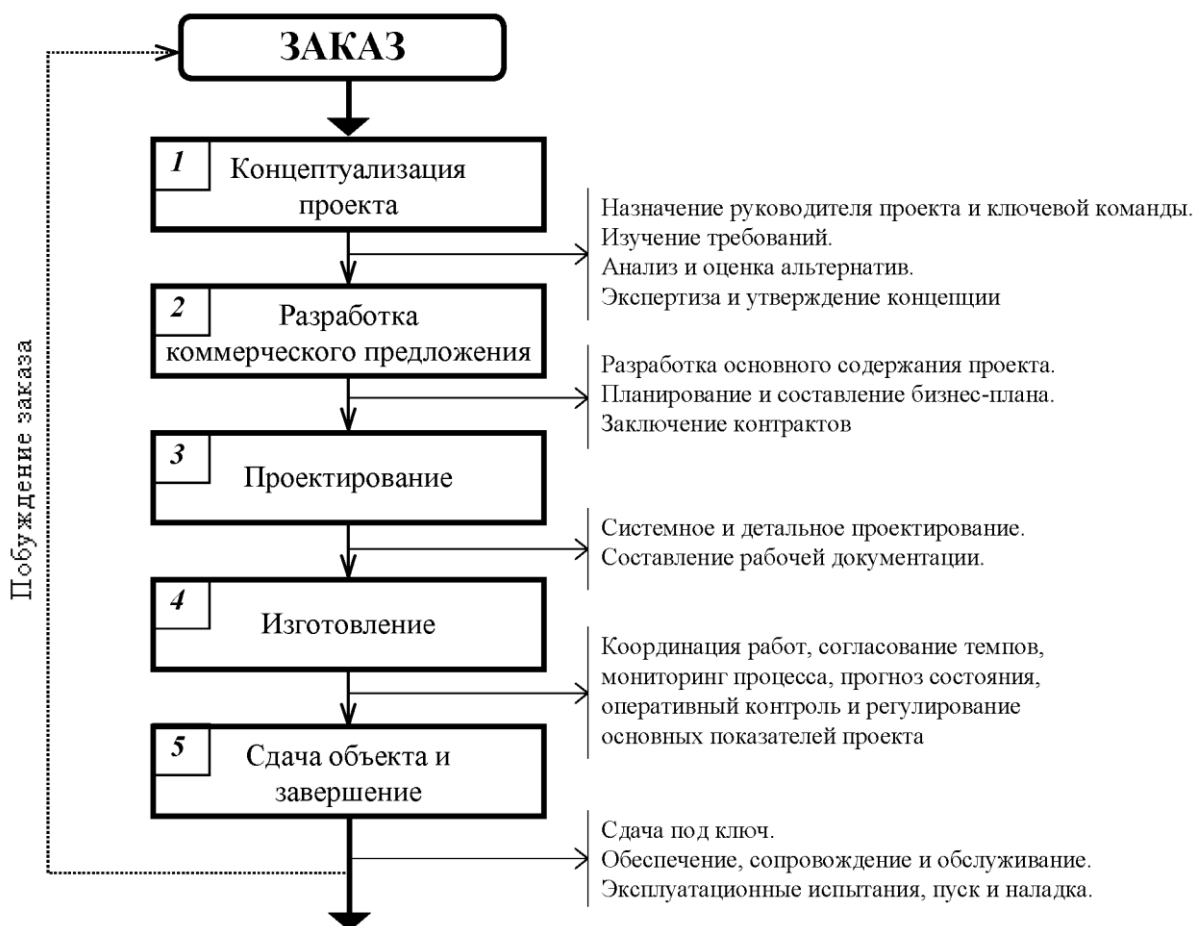 ЗАКАЗ
1
Концептуализация
проекта
Назначение руководителя проекта и ключевой команды.
Изучение требований.
Анализ и оценка альтернатив.
Экспертиза и утверждение концепции
2
Разработка
коммерческого предложения
Разработка основного содержания проекта.
Планирование и составление бизнес-плана.
Заключение контрактов
3
Проектирование
Системное и детальное проектирование.
Составление рабочей документации.
4
Изготовление
Координация работ, согласование темпов,
мониторинг процесса, прогноз состояния,
оперативный контроль и регулирование
основных показателей проекта
5
Сдача объекта и
завершение
Сдача под ключ.
Обеспечение, сопровождение и обслуживание.
Эксплуатационные испытания, пуск и наладка.
Побуждение заказа